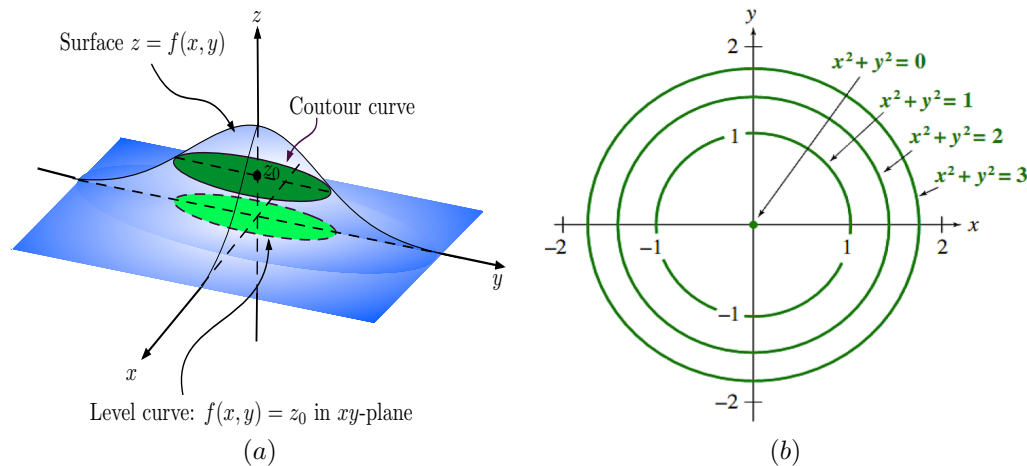 z
Surface z = f(x, y)
Coutour curve
z₀
y
x
Level curve: f(x, y) = z₀ in xy-plane
(a)
y
2
x² + y² = 0
x² + y² = 1
1
x² + y² = 2
x² + y² = 3
−2
−1
1
2
x
−1
−2
(b)